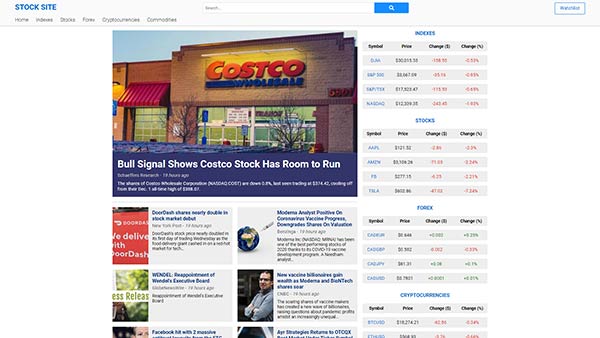 STOCK SITE
Search...
Watchlist
Home Indexes Stocks Forex Cryptocurrencies Commodities
COSTCO
WHOLESALE
Bull Signal Shows Costco Stock Has Room to Run
Schaeffers Research - 19 hours ago
The shares of Costco Wholesale Corporation (NASDAQ:COST) are down 0.8%, last seen trading at $374.42, cooling off
from their Dec. 1 all-time high of
DoorDash shares nearly double in
stock market debut
New York Post - 19 hours ago
DoorDash's stock price nearly doubled in
its first day of trading Wednesday as the
food-delivery giant cashed in on a red-hot
market for tech...
Moderna Analyst Positive On
Coronavirus Vaccine Progress,
Downgrades Shares On Valuation
Benzinga - 19 hours ago
Moderna Inc (NASDAQ: MRNA) has been
one of the best performing stocks of
2020 thanks to its COVID-19 vaccine
development program. A Needham
analyst...
WENDEL: Reappointment of
Wendel's Executive Board
GlobeNewsWire - 19 hours ago
Reappointment of Wendel's Executive
Board
New vaccine billionaires gain
wealth as Moderna and BioNTech
shares soar
CNBC - 19 hours ago
The soaring shares of vaccine makers
has created a new wave of billionaires,
raising questions about pandemic profits
amidst an increasingly unequal...
Facebook hit with 2 massive
Ayr Strategies Returns to OTCQX
INDEXES
Symbol Price Change ($) Change (%)
DJIA $30,015.35 -158.50 -0.53%
S&P 500 $3,667.09 -35.16 -0.95%
S&P/TSX $17,523.47 -115.50 -0.65%
NASDAQ $12,339.35 -243.45 -1.93%
STOCKS
Symbol Price Change ($) Change (%)
AAPL $121.52 -2.86 -2.3%
AMZN $3,106.26 -71.03 -2.24%
FB $277.15 -6.25 -2.21%
TSLA $602.86 -47.02 -7.24%
FOREX
Symbol Price Change ($) Change (%)
CADEUR $0.646 +0.002 +0.25%
CADGBP $0.582 -0.002 -0.33%
CADJPY $81.31 +0.08 +0.1%
CADUSD $0.7801 +0.0001 +0.01%
CRYPTOCURRENCIES
Symbol Price Change ($) Change (%)
BTCUSD $18,274.21 -62.86 -0.34%
ETHUSD